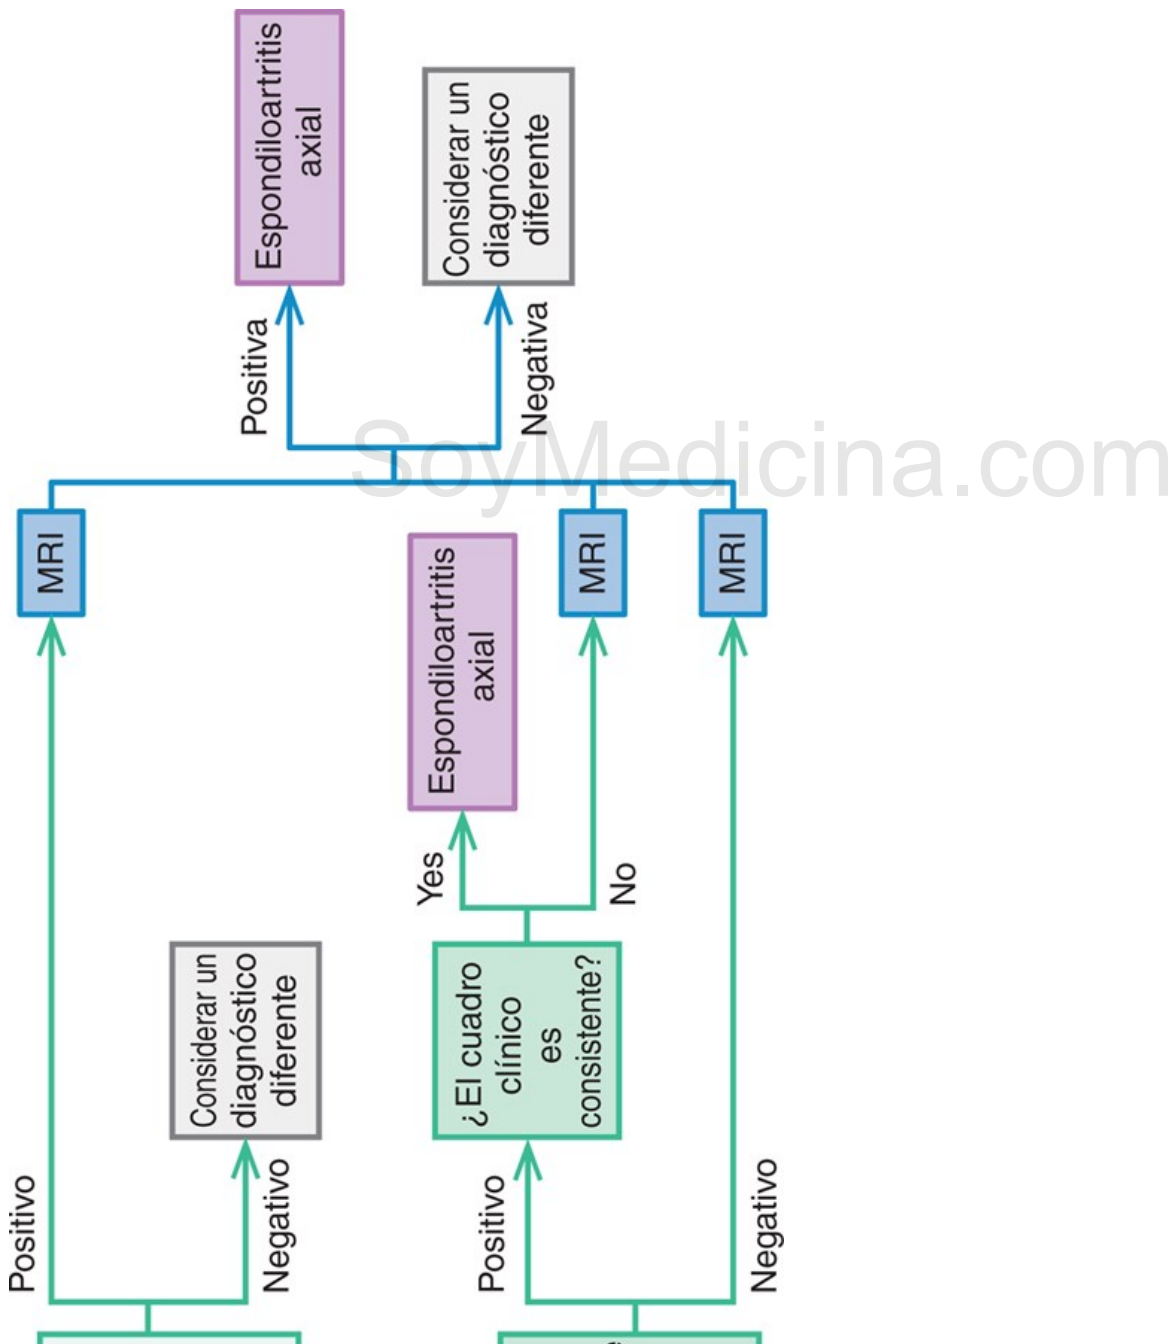 Positivo
MRI
Considerar un
diagnóstico
diferente
Negativo
Positiva
Espondiloartritis
axial
Negativa
Considerar un
diagnóstico
diferente
Positivo
¿El cuadro
clínico
es
consistente?
Yes
Espondiloartritis
axial
No
MRI
Negativo
MRI
SoyMedicina.com